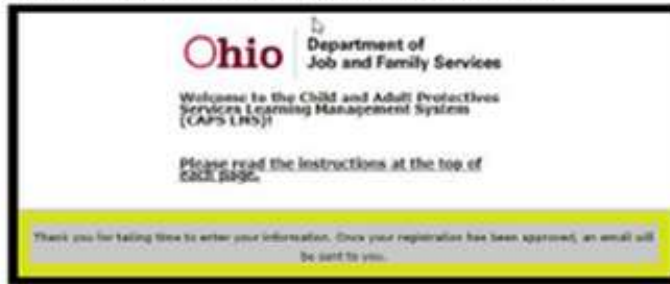 Ohio
Department of
Job and Family Services
Welcome to the Child and Adult Protectives
Services Learning Management System
(CAPS LMS)!
Please read the instructions at the top of
each page.
Thank you for taking time to enter your information. Once your registration has been approved, an email will
be sent to you.